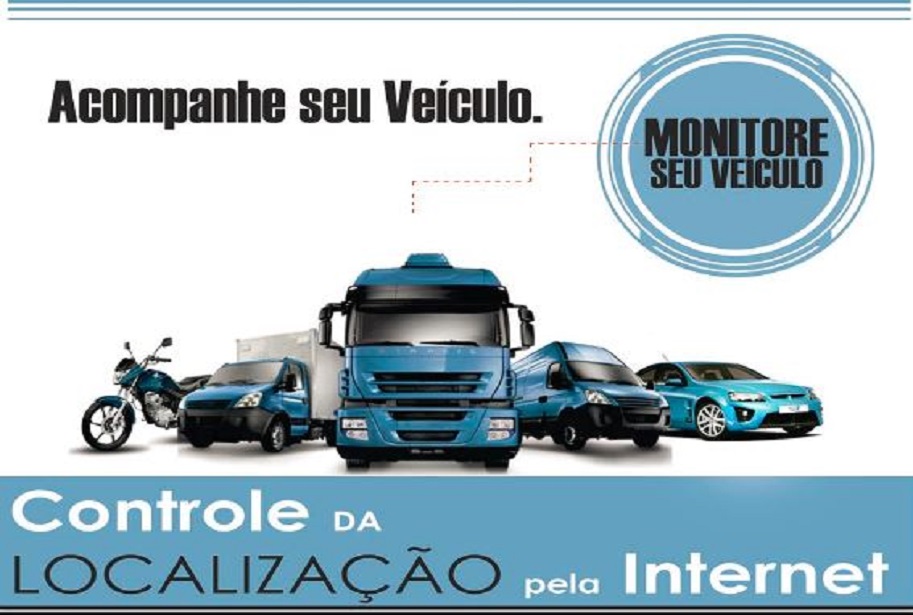 Acompanhe seu Veículo.
MONITORE
SEU VEICULO
Controle DA
LOCALIZAÇÃO pela Internet